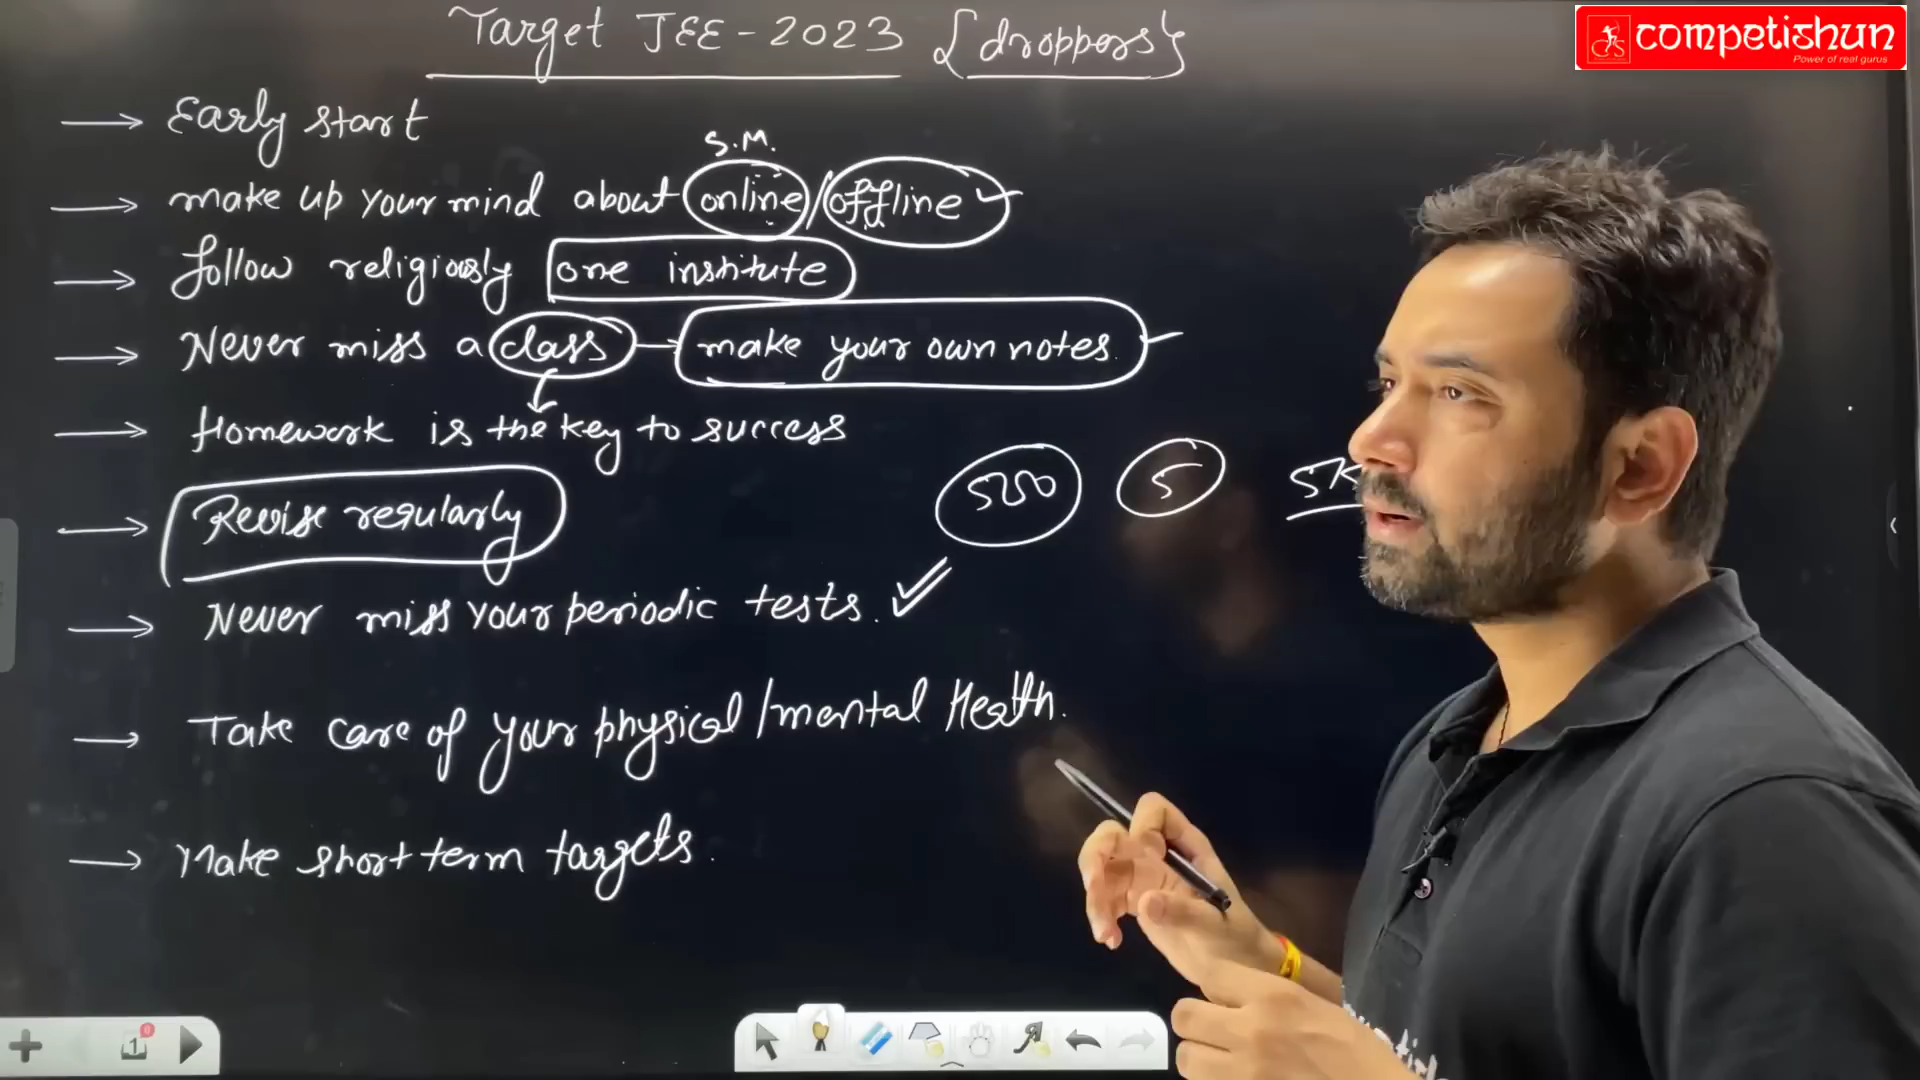 Target JEE-2023 {droppers}
competishun
Power of real gurus
→ Early start
S.M.
→ make up your mind about online/offline
→ follow religiously one institute
→ Never miss a class → make your own notes.
→ Homework is the key to success
5
→ Revise regularly
→ Never miss your periodic tests.
→ Take care of your physical/mental Health.
→ Make short term targets.
1